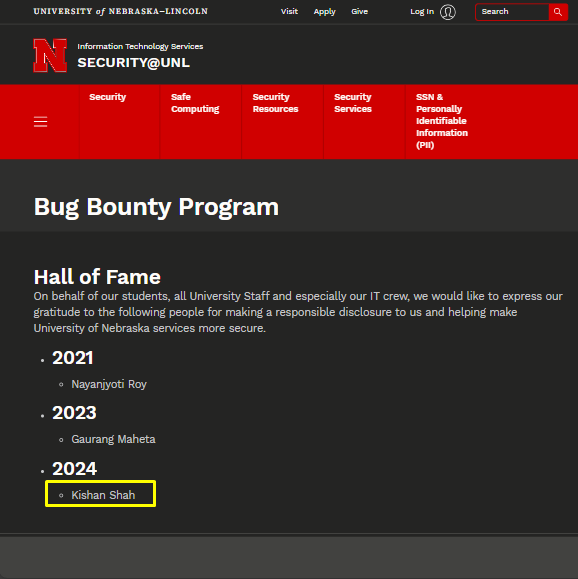 UNIVERSITY of NEBRASKA–LINCOLN Visit Apply Give Log In Search
N
Information Technology Services
SECURITY@UNL
Security
Safe
Computing
Security
Resources
Security
Services
SSN &
Personally
Identifiable
Information
(PII)
Bug Bounty Program
Hall of Fame
On behalf of our students, all University Staff and especially our IT crew, we would like to express our
gratitude to the following people for making a responsible disclosure to us and helping make
University of Nebraska services more secure.
2021
Nayanjyoti Roy
2023
Gaurang Maheta
2024
Kishan Shah